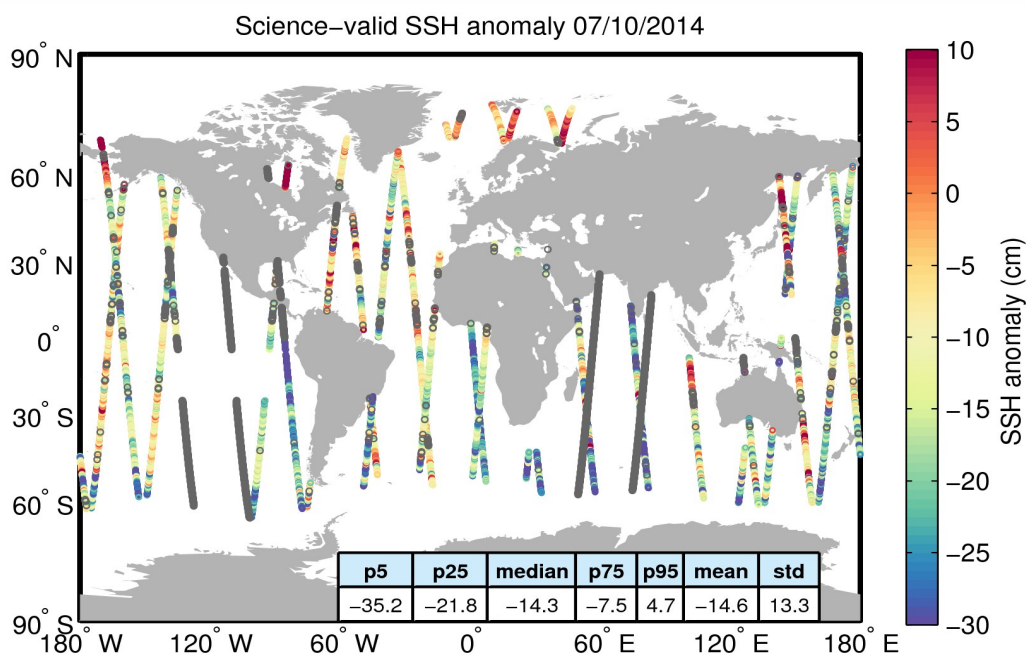 Science−valid SSH anomaly 07/10/2014
90° N
60° N
30° N
0°
30° S
60° S
90° S
180° W
120° W
60° W
0°
60° E
120° E
180° E
p5 p25 median p75 p95 mean std
−35.2 −21.8 −14.3 −7.5 4.7 −14.6 13.3
10
5
0
−5
−10
−15
−20
−25
−30
SSH anomaly (cm)